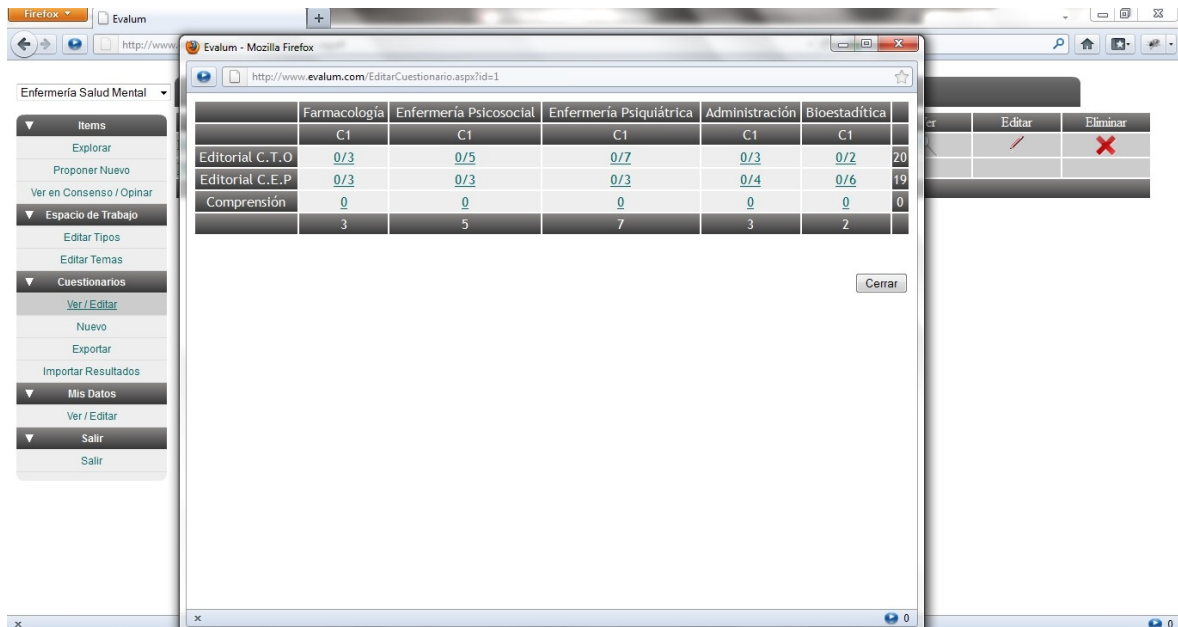 Firefox
Evalum
http://www.
Evalum - Mozilla Firefox
http://www.evalum.com/EditarCuestionario.aspx?id=1
Farmacología Enfermería Psicosocial Enfermería Psiquiátrica Administración Bioestadítica
C1 C1 C1 C1 C1
Editorial C.T.O 0/3 0/5 0/7 0/3 0/2 20
Editorial C.E.P 0/3 0/3 0/3 0/4 0/6 19
Comprensión 0 0 0 0 0 0
3 5 7 3 2
Cerrar
Enfermería Salud Mental
Items
Explorar
Proponer Nuevo
Ver en Consenso / Opinar
Espacio de Trabajo
Editar Tipos
Editar Temas
Cuestionarios
Ver / Editar
Nuevo
Exportar
Importar Resultados
Mis Datos
Ver / Editar
Salir
Salir
Editar Eliminar
x 0
x 0